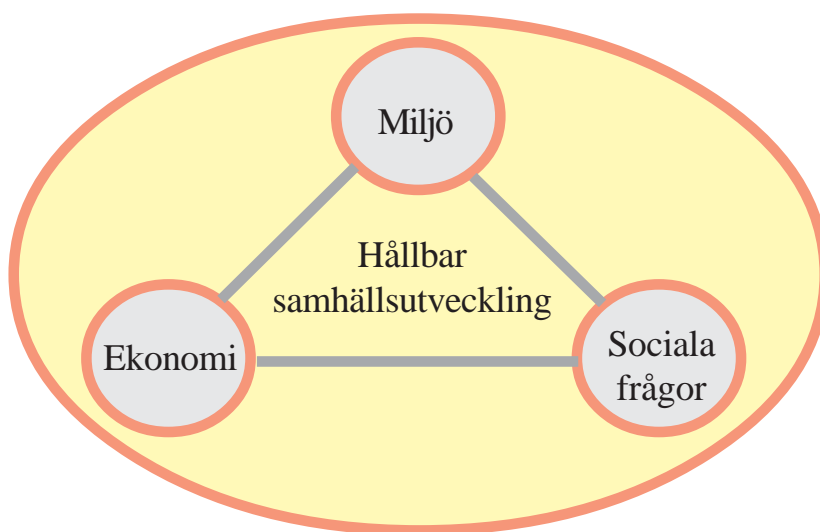 Miljö
Hållbar
samhällsutveckling
Ekonomi
Sociala
frågor